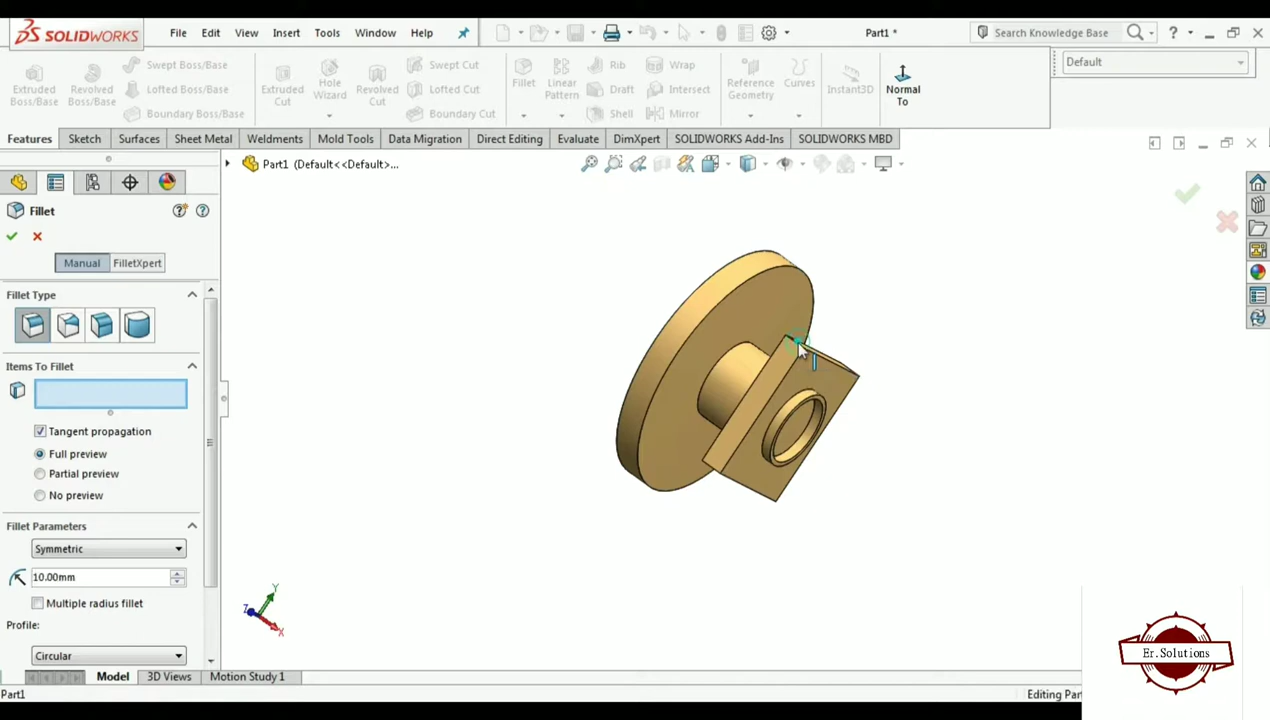 SOLIDWORKS File Edit View Insert Tools Window Help Part1 * Search Knowledge Base
Extruded Boss/Base
Revolved Boss/Base
Swept Boss/Base
Lofted Boss/Base
Boundary Boss/Base
Extruded Cut
Hole Wizard
Revolved Cut
Swept Cut
Lofted Cut
Boundary Cut
Fillet
Linear Pattern
Rib
Draft
Shell
Wrap
Intersect
Mirror
Reference Geometry
Curves
Instant3D
Normal To
Default
Features Sketch Surfaces Sheet Metal Weldments Mold Tools Data Migration Direct Editing Evaluate DimXpert SOLIDWORKS Add-Ins SOLIDWORKS MBD
Part1 (Default<<Default>...
Fillet
Manual FilletXpert
Fillet Type
Items To Fillet
Tangent propagation
Full preview
Partial preview
No preview
Fillet Parameters
Symmetric
10.00mm
Multiple radius fillet
Profile:
Circular
Y
Z
X
Er.Solutions
Model 3D Views Motion Study 1
Part1 Editing Par